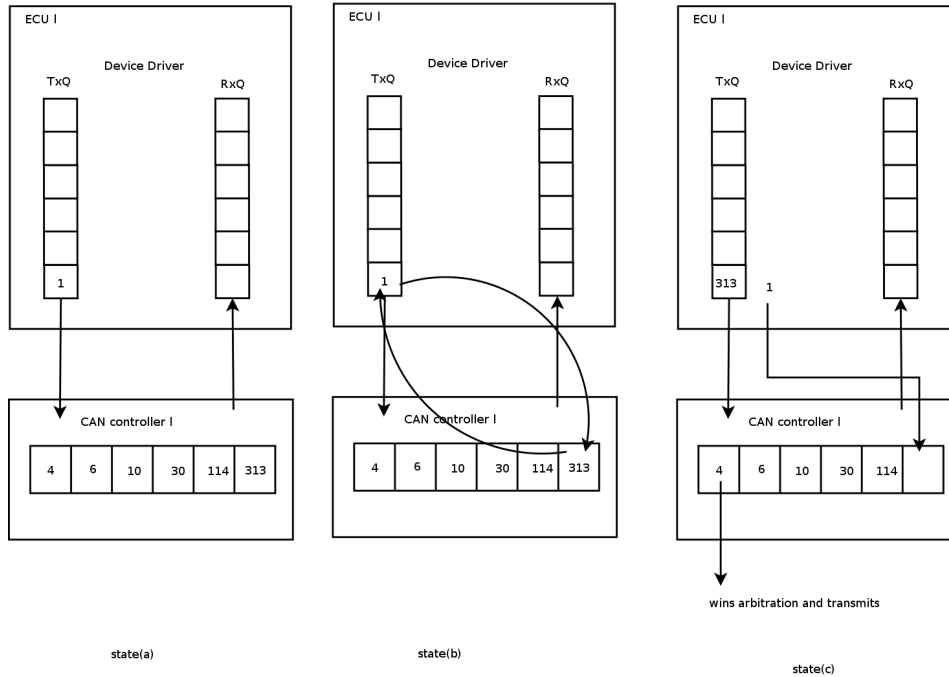 ECU l
Device Driver
TxQ
RxQ
1
CAN controller l
4 6 10 30 114 313
state(a)
ECU l
Device Driver
TxQ
RxQ
1
CAN controller l
4 6 10 30 114 313
state(b)
ECU l
Device Driver
TxQ
RxQ
313
1
CAN controller l
4 6 10 30 114
wins arbitration and transmits
state(c)